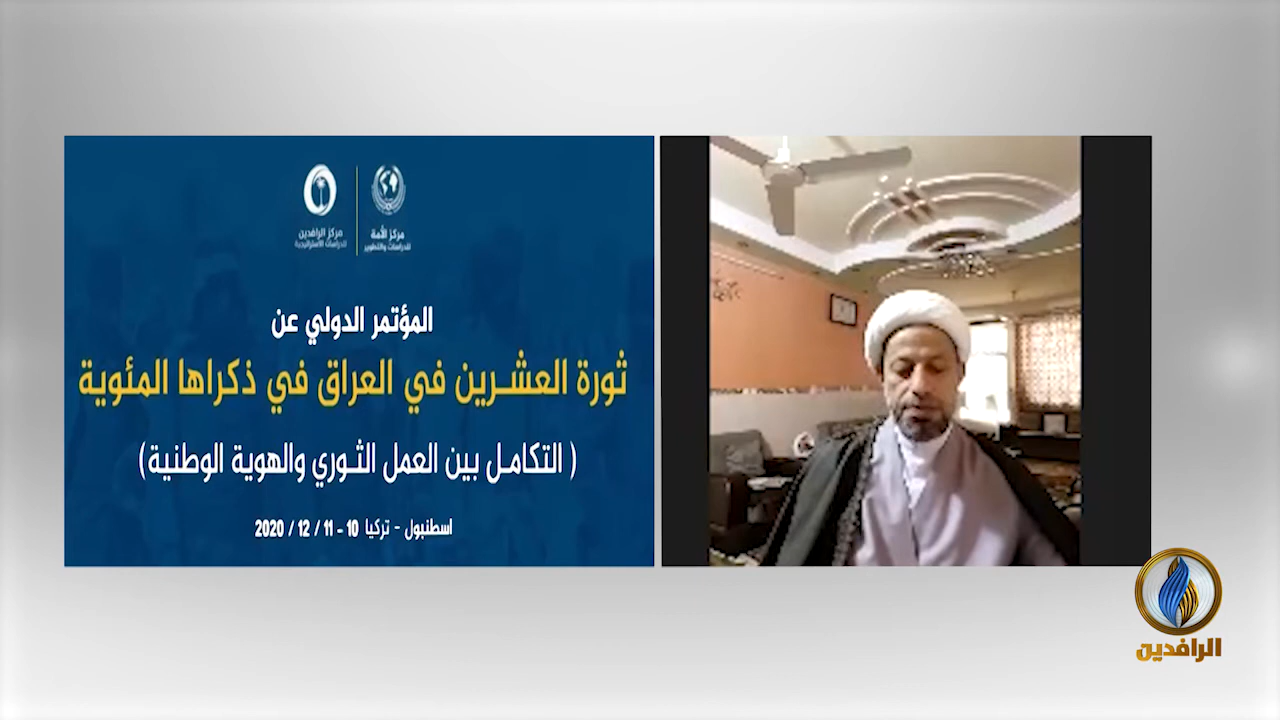 مركز الرافدين
للدراسات الاستراتيجية
مركز الأمة
للدراسات والتطوير
المؤتمر الدولي عن
ثورة العشرين في العراق في ذكراها المئوية
( التكامل بين العمل الثوري والهوية الوطنية)
اسطنبول - تركيا 10 - 11 / 12 / 2020
الرافدين